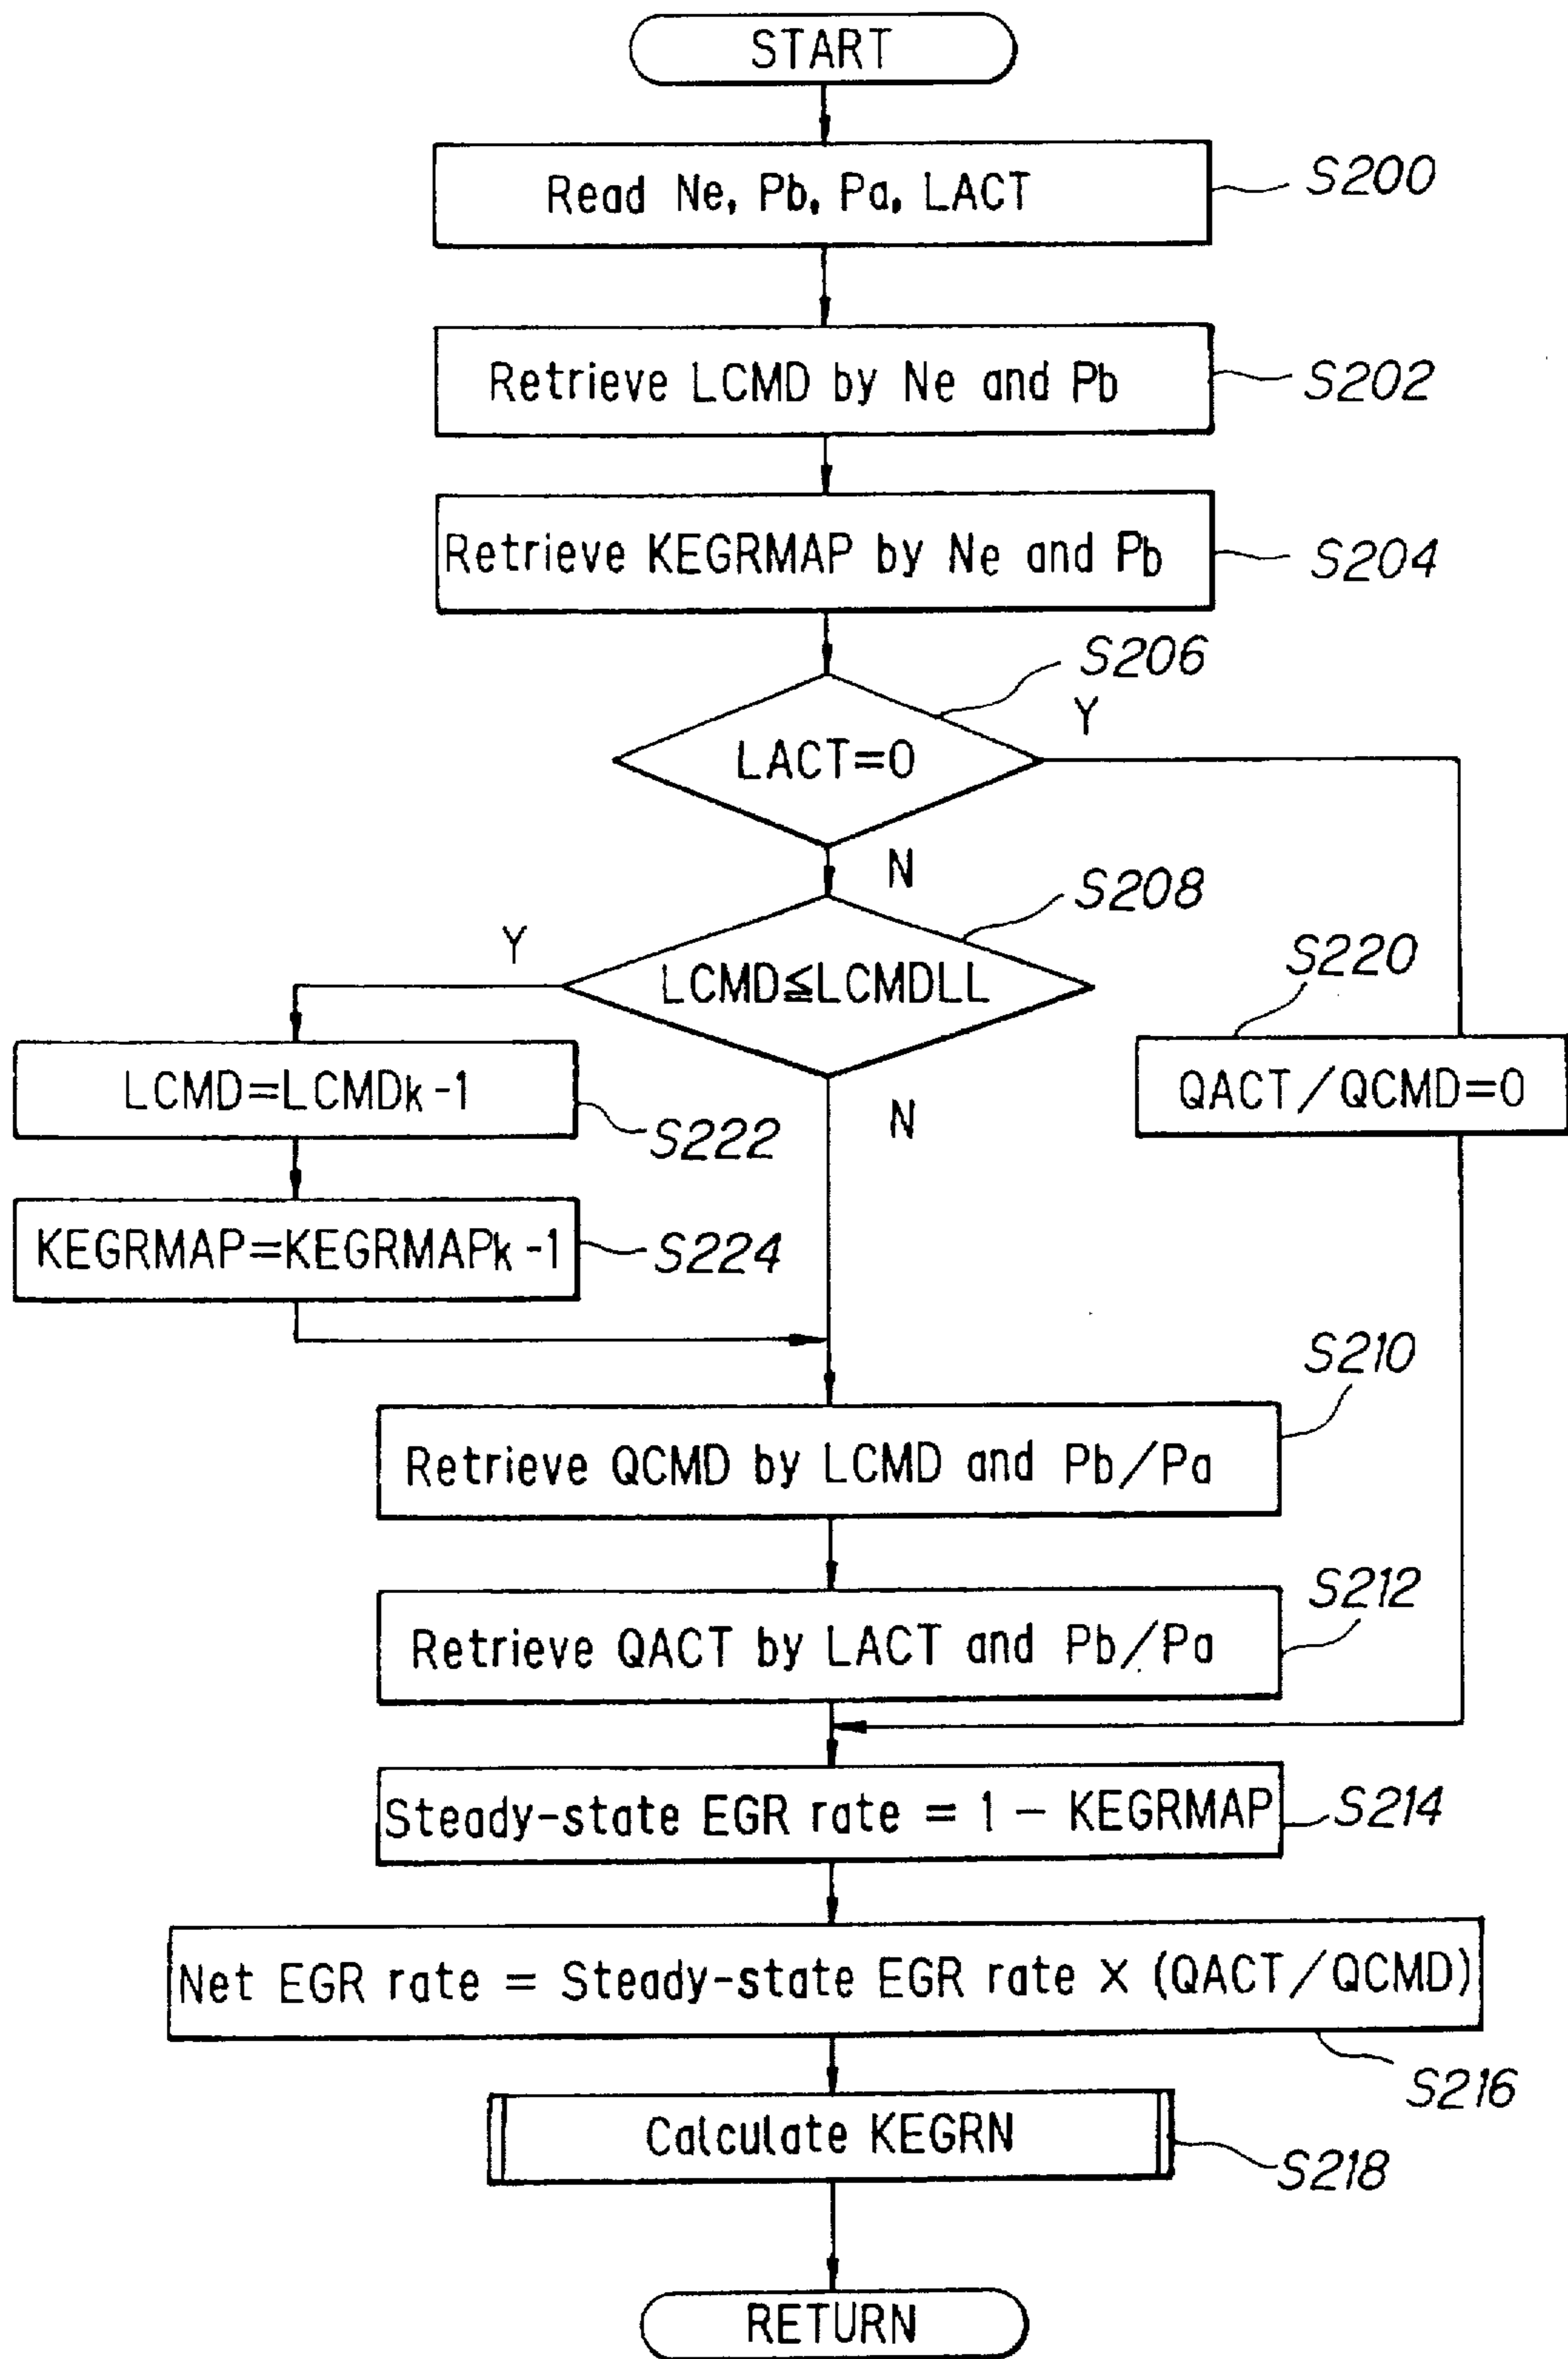 START
Read Ne, Pb, Pa, LACT
S200
Retrieve LCMD by Ne and Pb
S202
Retrieve KEGRMAP by Ne and Pb
S204
S206
LACT=0
Y
N
S208
LCMD≦LCMDLL
Y
N
S220
QACT/QCMD=0
LCMD=LCMDk-1
S222
KEGRMAP=KEGRMAPk-1
S224
S210
Retrieve QCMD by LCMD and Pb/Pa
S212
Retrieve QACT by LACT and Pb/Pa
Steady-state EGR rate = 1 - KEGRMAP
S214
Net EGR rate = Steady-state EGR rate X (QACT/QCMD)
S216
Calculate KEGRN
S218
RETURN